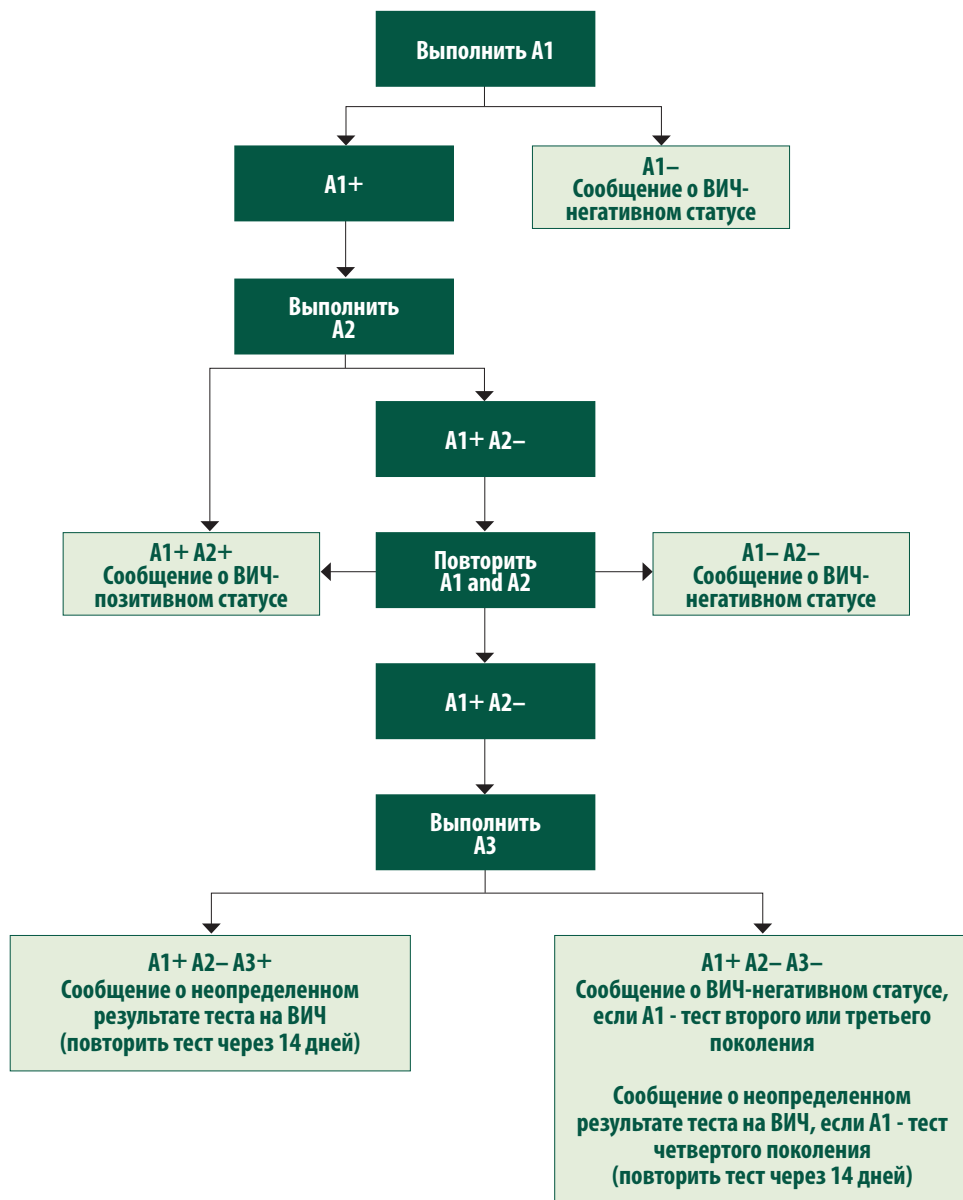 Выполнить А1
А1+
А1–
Сообщение о ВИЧ-
негативном статусе
Выполнить
А2
А1+ А2–
А1+ А2+
Сообщение о ВИЧ-
позитивном статусе
Повторить
А1 and А2
А1– А2–
Сообщение о ВИЧ-
негативном статусе
А1+ А2–
Выполнить
А3
А1+ А2– А3+
Сообщение о неопределенном
результате теста на ВИЧ
(повторить тест через 14 дней)
А1+ А2– А3–
Сообщение о ВИЧ-негативном статусе,
если А1 - тест второго или третьего
поколения
Сообщение о неопределенном
результате теста на ВИЧ, если А1 - тест
четвертого поколения
(повторить тест через 14 дней)